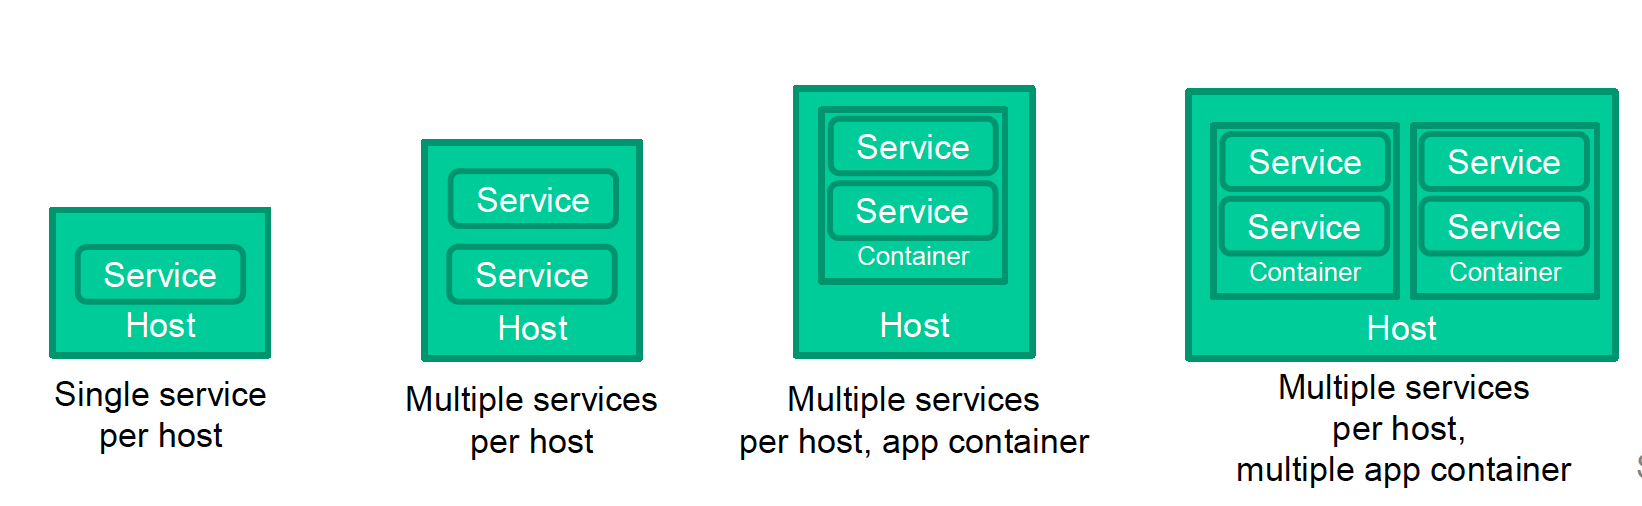 Service
Host
Single service
per host
Service
Service
Host
Multiple services
per host
Service
Service
Container
Host
Multiple services
per host, app container
Service
Service
Container
Service
Service
Container
Host
Multiple services
per host,
multiple app container